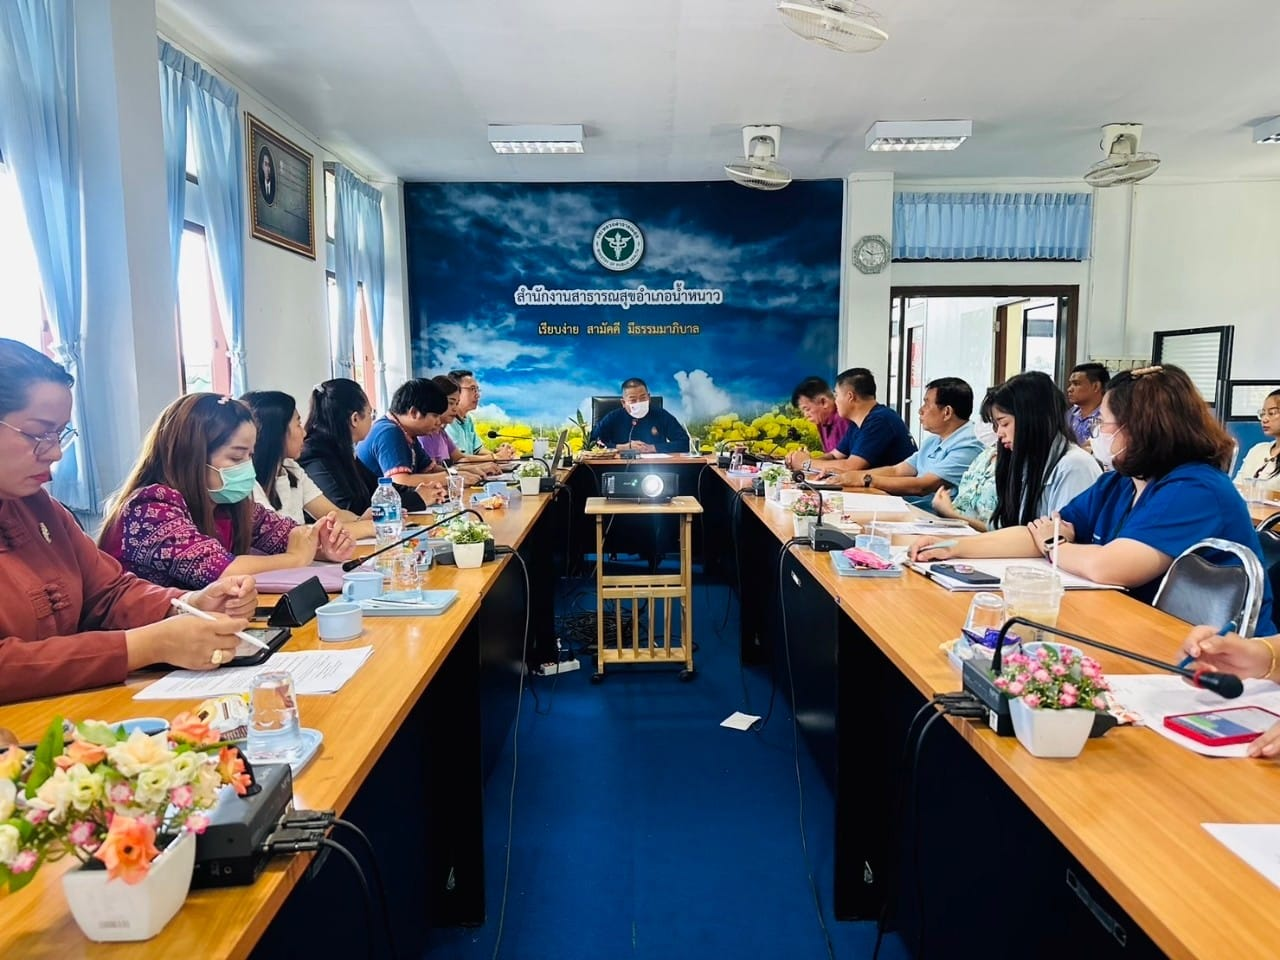 สำนักงานสาธารณสุขอำเภอน้ำหนาว
เรียบง่าย สามัคคี มีธรรมมาภิบาล